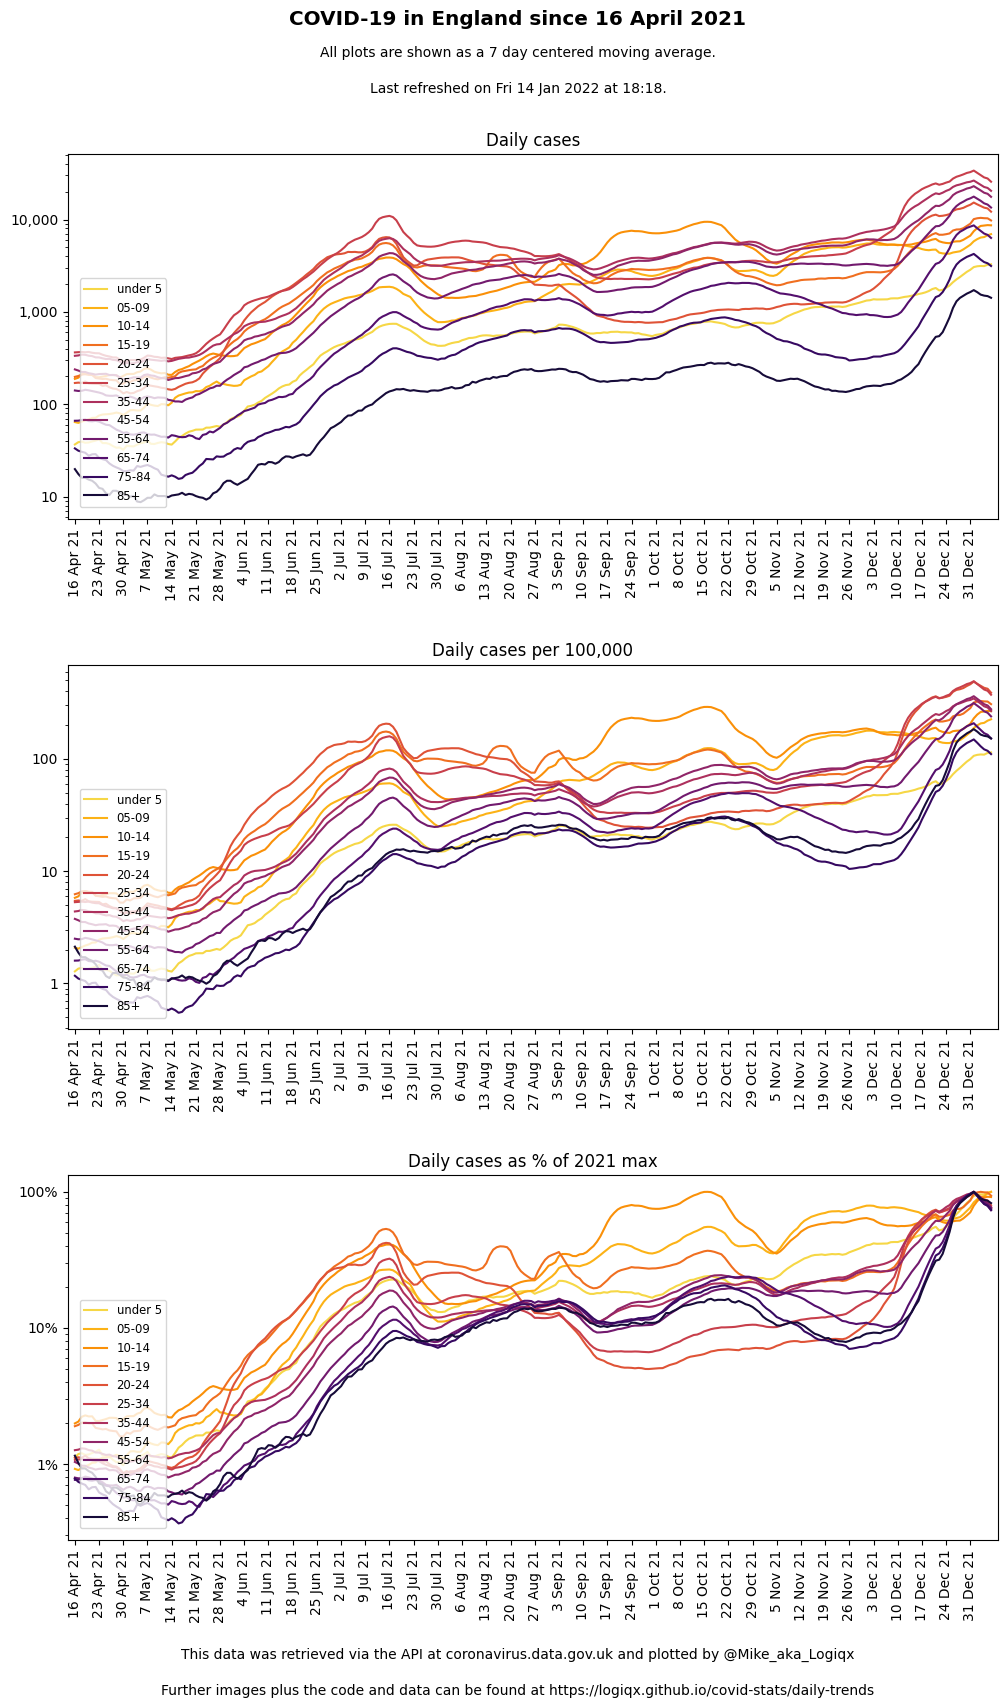 COVID-19 in England since 16 April 2021
All plots are shown as a 7 day centered moving average.
Last refreshed on Fri 14 Jan 2022 at 18:18.
Daily cases
10,000
1,000
100
10
under 5
05-09
10-14
15-19
20-24
25-34
35-44
45-54
55-64
65-74
75-84
85+
16 Apr 21
23 Apr 21
30 Apr 21
7 May 21
14 May 21
21 May 21
28 May 21
4 Jun 21
11 Jun 21
18 Jun 21
25 Jun 21
2 Jul 21
9 Jul 21
16 Jul 21
23 Jul 21
30 Jul 21
6 Aug 21
13 Aug 21
20 Aug 21
27 Aug 21
3 Sep 21
10 Sep 21
17 Sep 21
24 Sep 21
1 Oct 21
8 Oct 21
15 Oct 21
22 Oct 21
29 Oct 21
5 Nov 21
12 Nov 21
19 Nov 21
26 Nov 21
3 Dec 21
10 Dec 21
17 Dec 21
24 Dec 21
31 Dec 21
Daily cases per 100,000
100
10
1
under 5
05-09
10-14
15-19
20-24
25-34
35-44
45-54
55-64
65-74
75-84
85+
16 Apr 21
23 Apr 21
30 Apr 21
7 May 21
14 May 21
21 May 21
28 May 21
4 Jun 21
11 Jun 21
18 Jun 21
25 Jun 21
2 Jul 21
9 Jul 21
16 Jul 21
23 Jul 21
30 Jul 21
6 Aug 21
13 Aug 21
20 Aug 21
27 Aug 21
3 Sep 21
10 Sep 21
17 Sep 21
24 Sep 21
1 Oct 21
8 Oct 21
15 Oct 21
22 Oct 21
29 Oct 21
5 Nov 21
12 Nov 21
19 Nov 21
26 Nov 21
3 Dec 21
10 Dec 21
17 Dec 21
24 Dec 21
31 Dec 21
Daily cases as % of 2021 max
100%
10%
1%
under 5
05-09
10-14
15-19
20-24
25-34
35-44
45-54
55-64
65-74
75-84
85+
16 Apr 21
23 Apr 21
30 Apr 21
7 May 21
14 May 21
21 May 21
28 May 21
4 Jun 21
11 Jun 21
18 Jun 21
25 Jun 21
2 Jul 21
9 Jul 21
16 Jul 21
23 Jul 21
30 Jul 21
6 Aug 21
13 Aug 21
20 Aug 21
27 Aug 21
3 Sep 21
10 Sep 21
17 Sep 21
24 Sep 21
1 Oct 21
8 Oct 21
15 Oct 21
22 Oct 21
29 Oct 21
5 Nov 21
12 Nov 21
19 Nov 21
26 Nov 21
3 Dec 21
10 Dec 21
17 Dec 21
24 Dec 21
31 Dec 21
This data was retrieved via the API at coronavirus.data.gov.uk and plotted by @Mike_aka_Logiqx
Further images plus the code and data can be found at https://logiqx.github.io/covid-stats/daily-trends